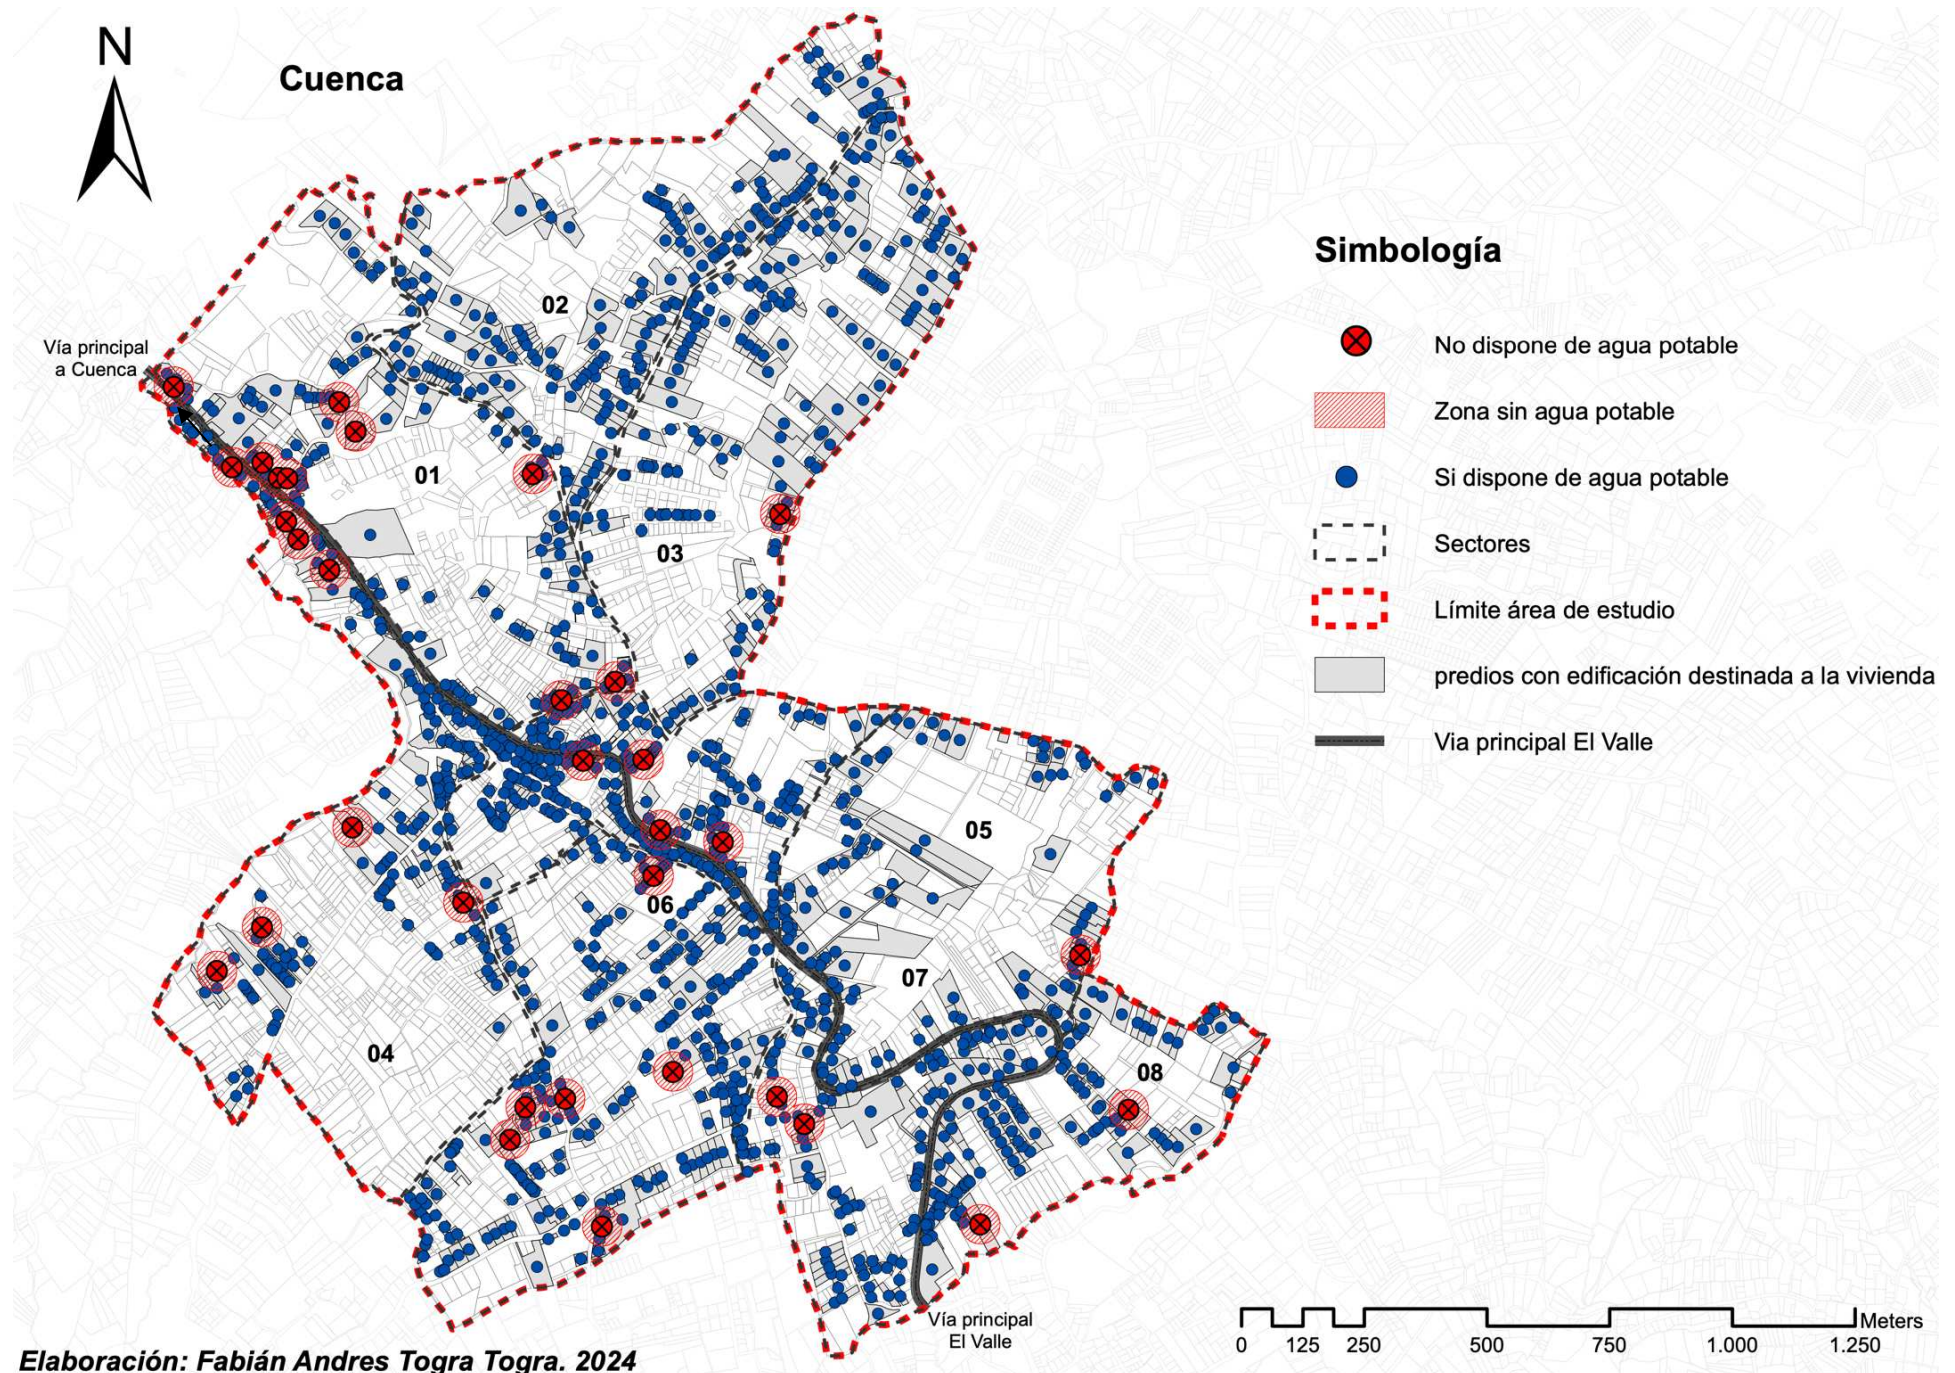 N
Cuenca
Simbología
02
Vía principal
a Cuenca
No dispone de agua potable
Zona sin agua potable
01
Si dispone de agua potable
03
Sectores
Límite área de estudio
predios con edificación destinada a la vivienda
Via principal El Valle
05
06
07
04
08
Vía principal
El Valle
Meters
0 125 250 500 750 1.000 1.250
Elaboración: Fabián Andres Togra Togra. 2024